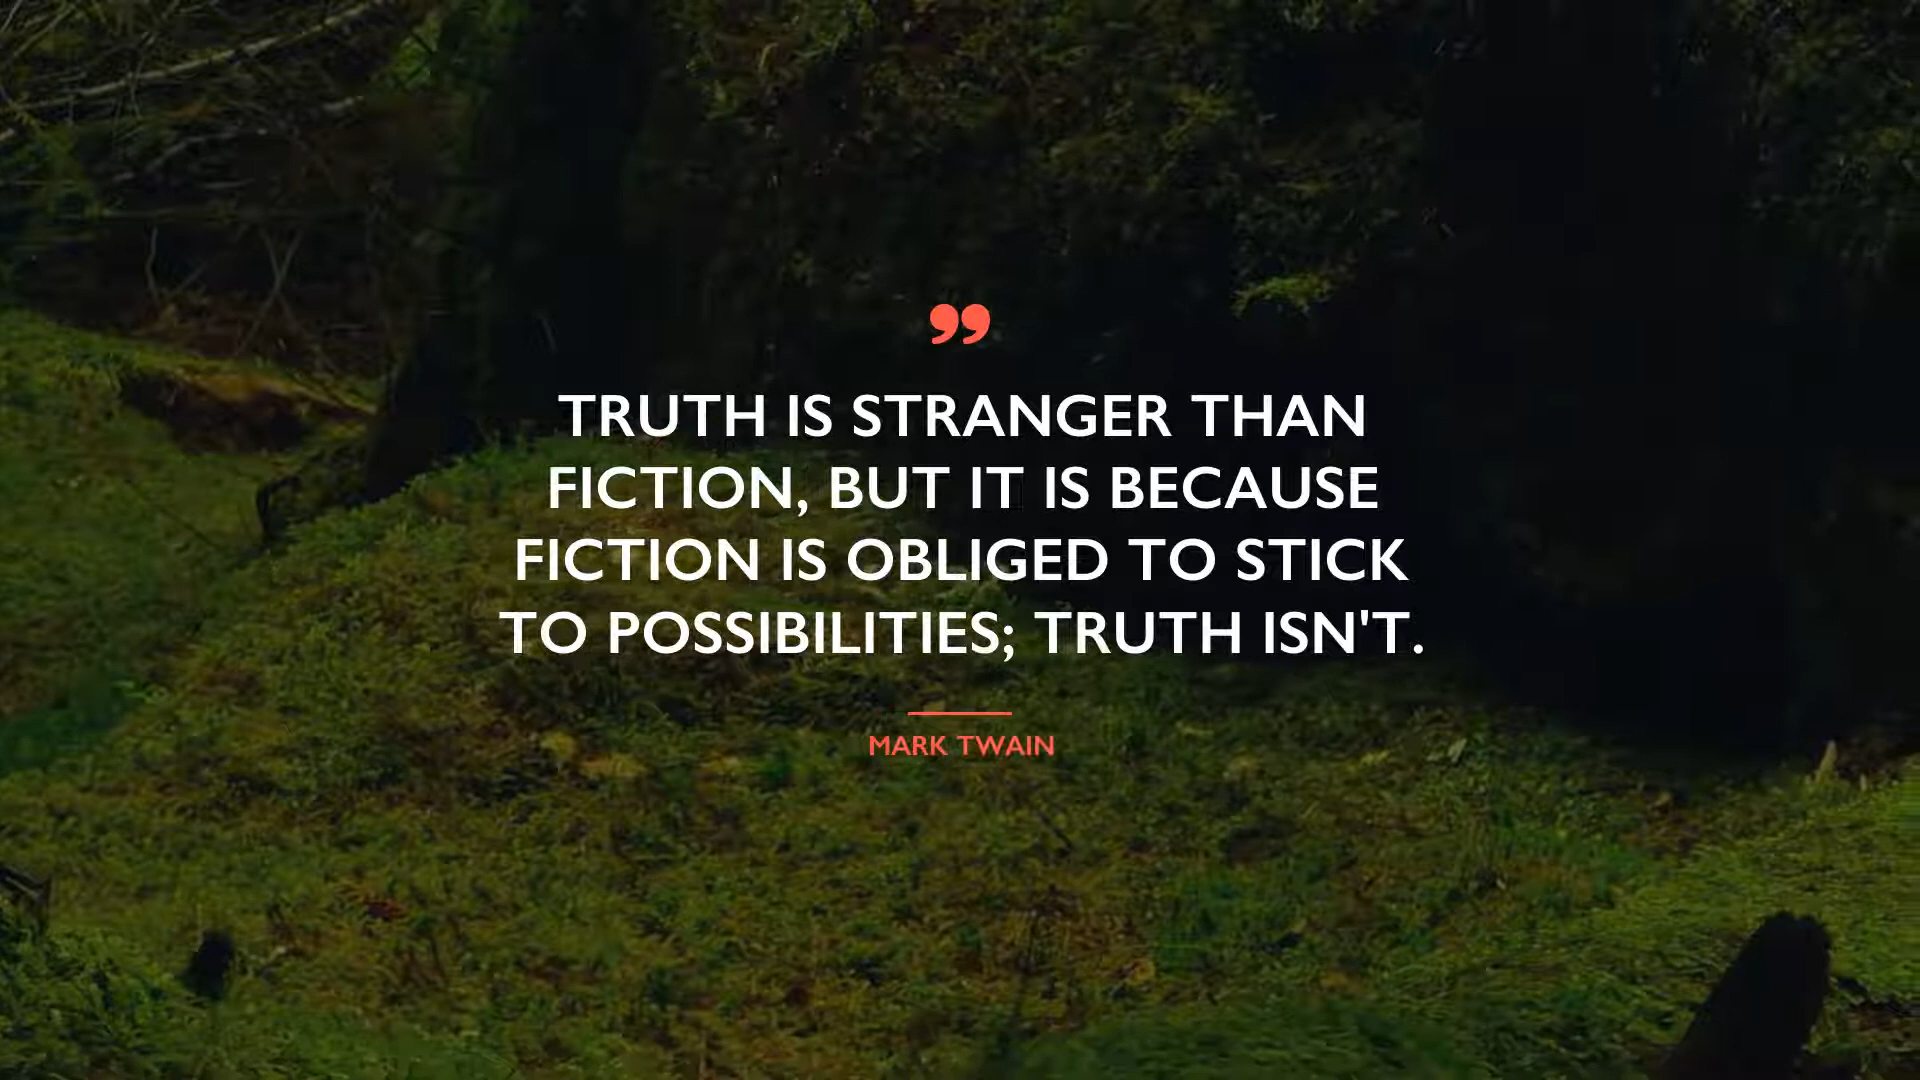 ”
TRUTH IS STRANGER THAN
FICTION, BUT IT IS BECAUSE
FICTION IS OBLIGED TO STICK
TO POSSIBILITIES; TRUTH ISN'T.
MARK TWAIN